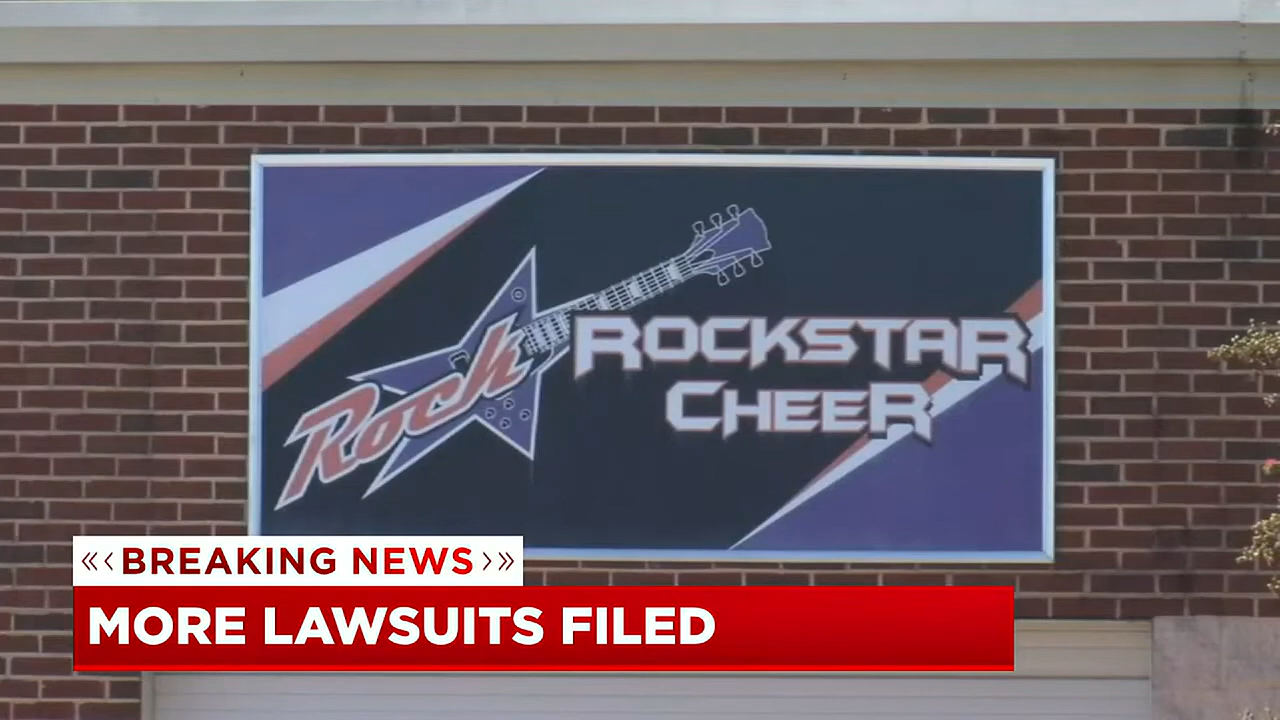 Rock
ROCKSTAR
CHEER
BREAKING NEWS
MORE LAWSUITS FILED